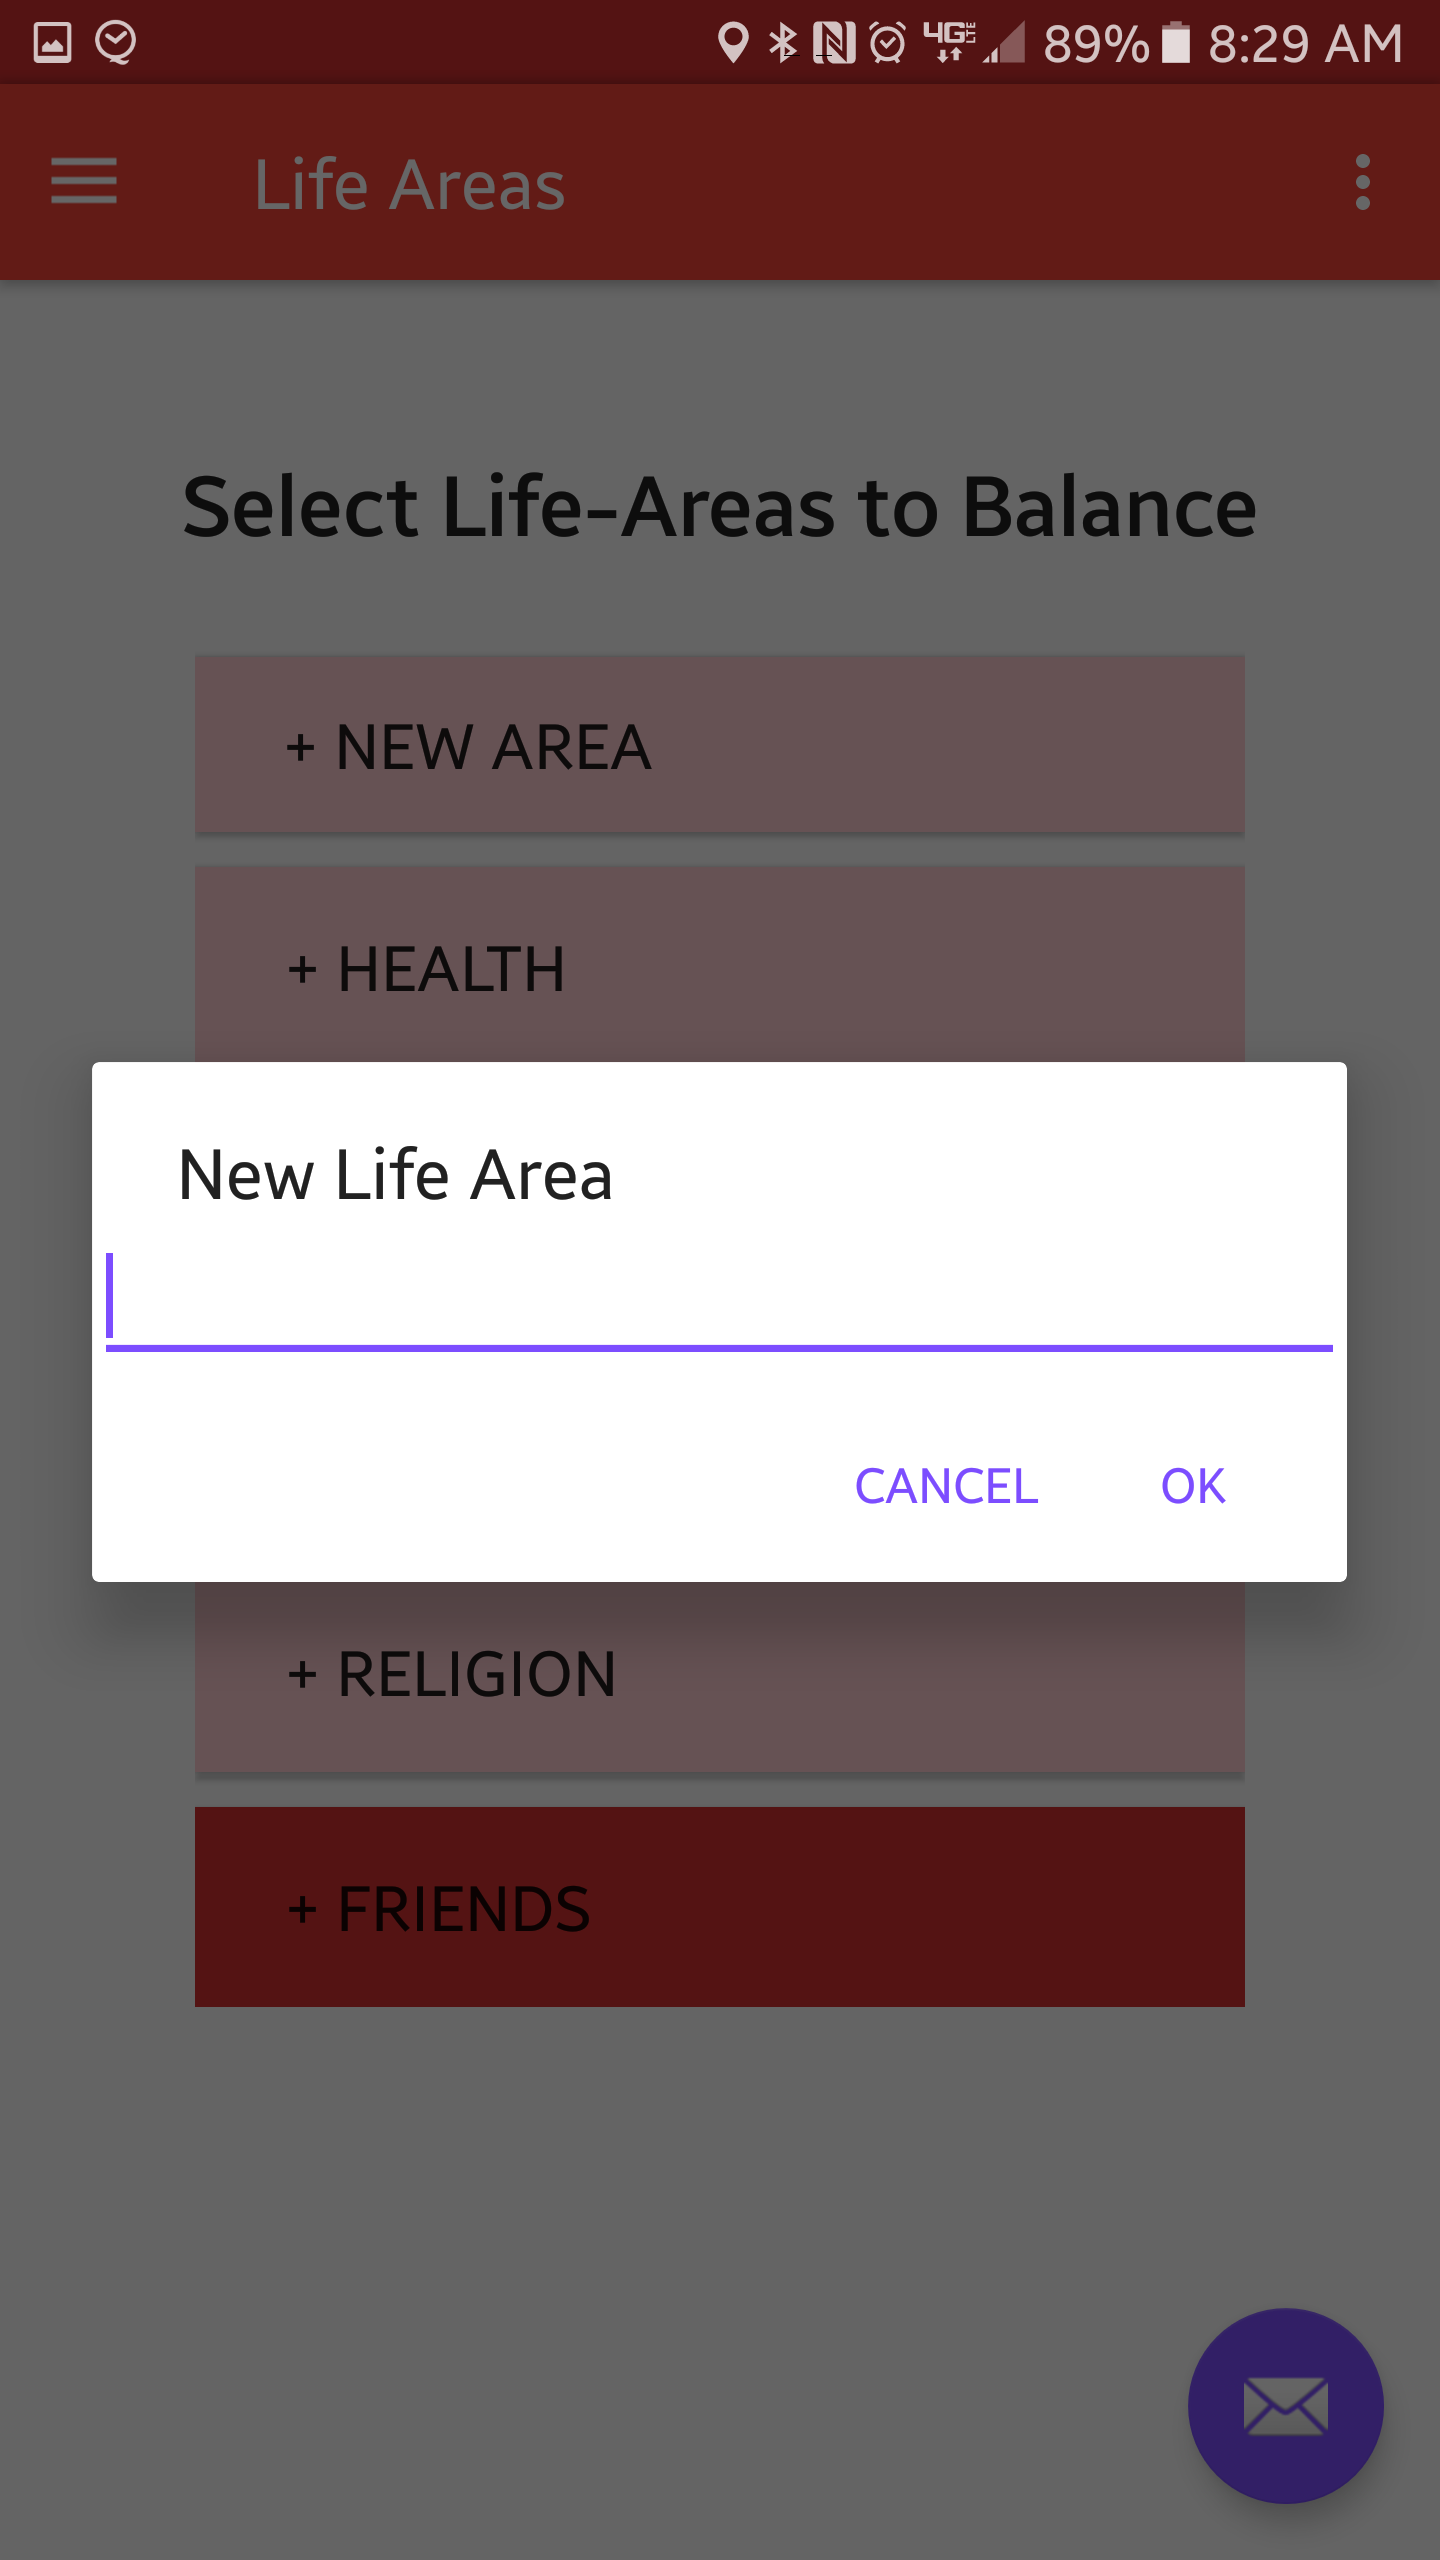 4G LTE 89% 8:29 AM
Life Areas
Select Life-Areas to Balance
+ NEW AREA
+ HEALTH
New Life Area
CANCEL OK
+ RELIGION
+ FRIENDS